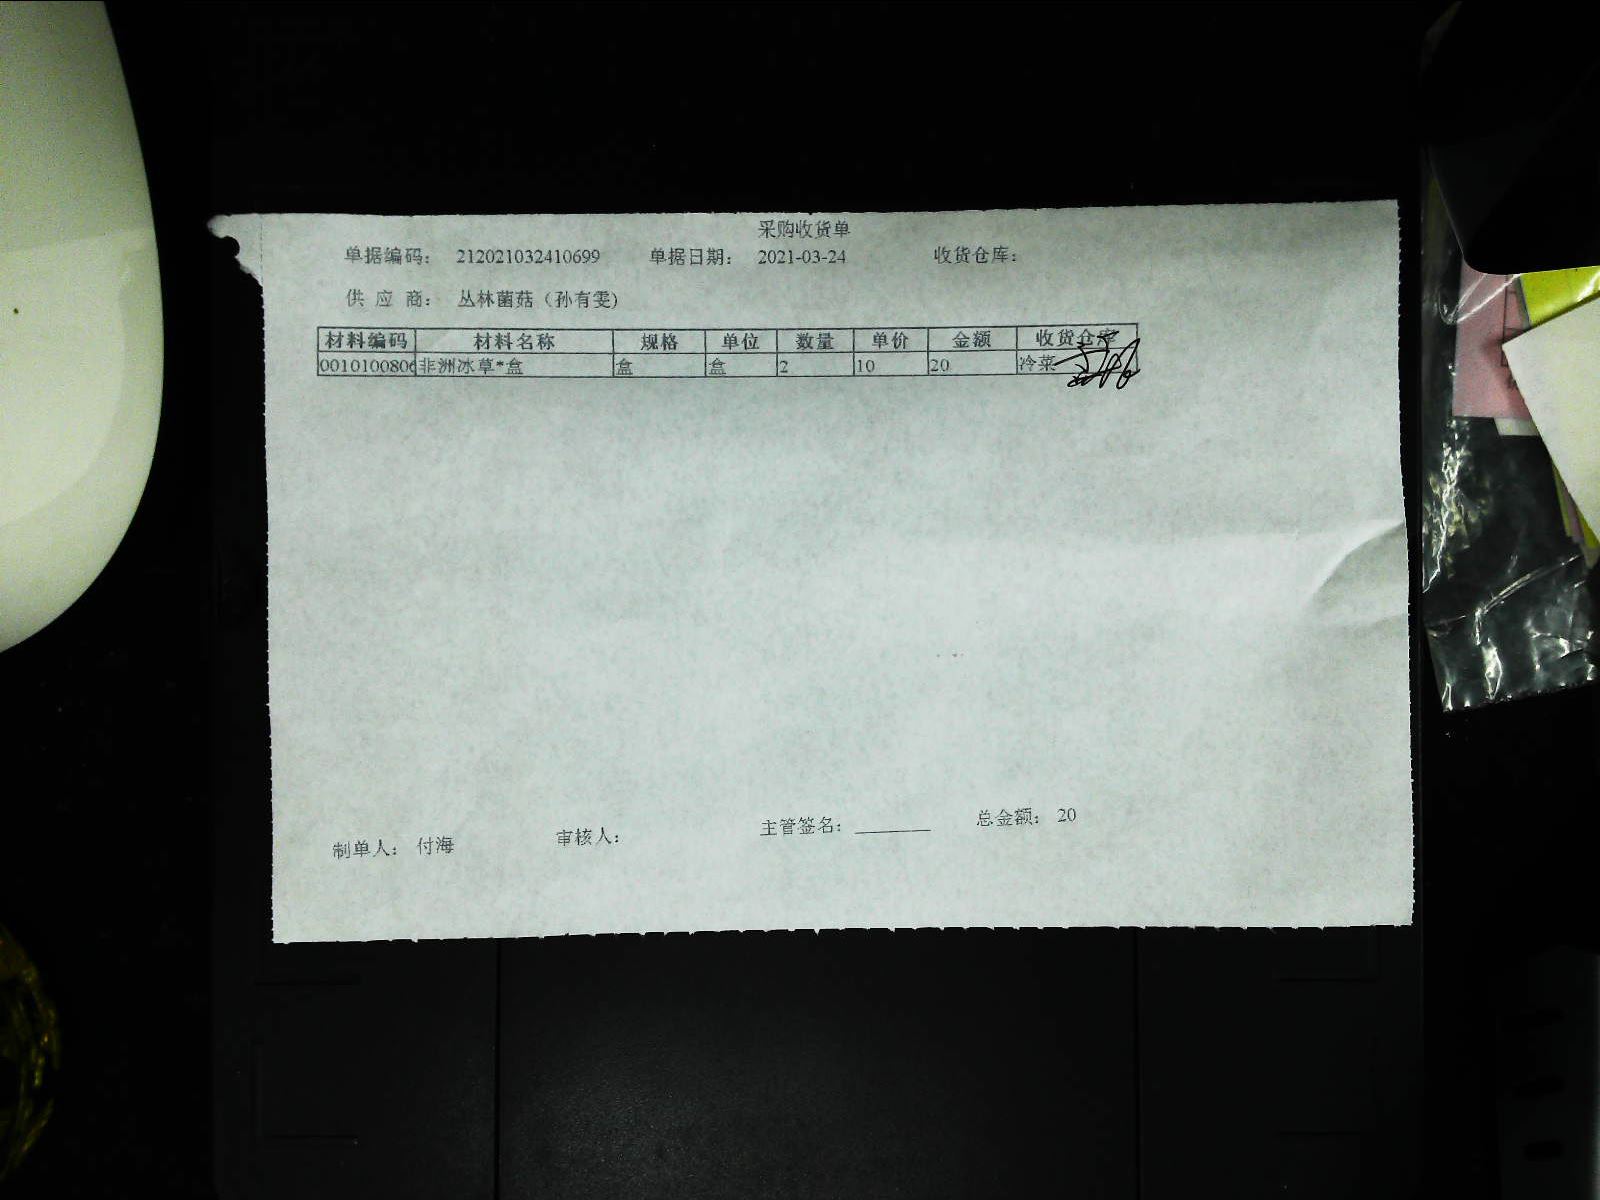 采购收货单
单据编码： 212021032410699 单据日期： 2021-03-24 收货仓库：
供 应 商： 丛林菌菇（孙有雯）
材料编码 材料名称 规格 单位 数量 单价 金额 收货仓库
0010100806 非洲冰草*盒 盒 盒 2 10 20 冷菜
制单人： 付海 审核人： 主管签名： 总金额： 20